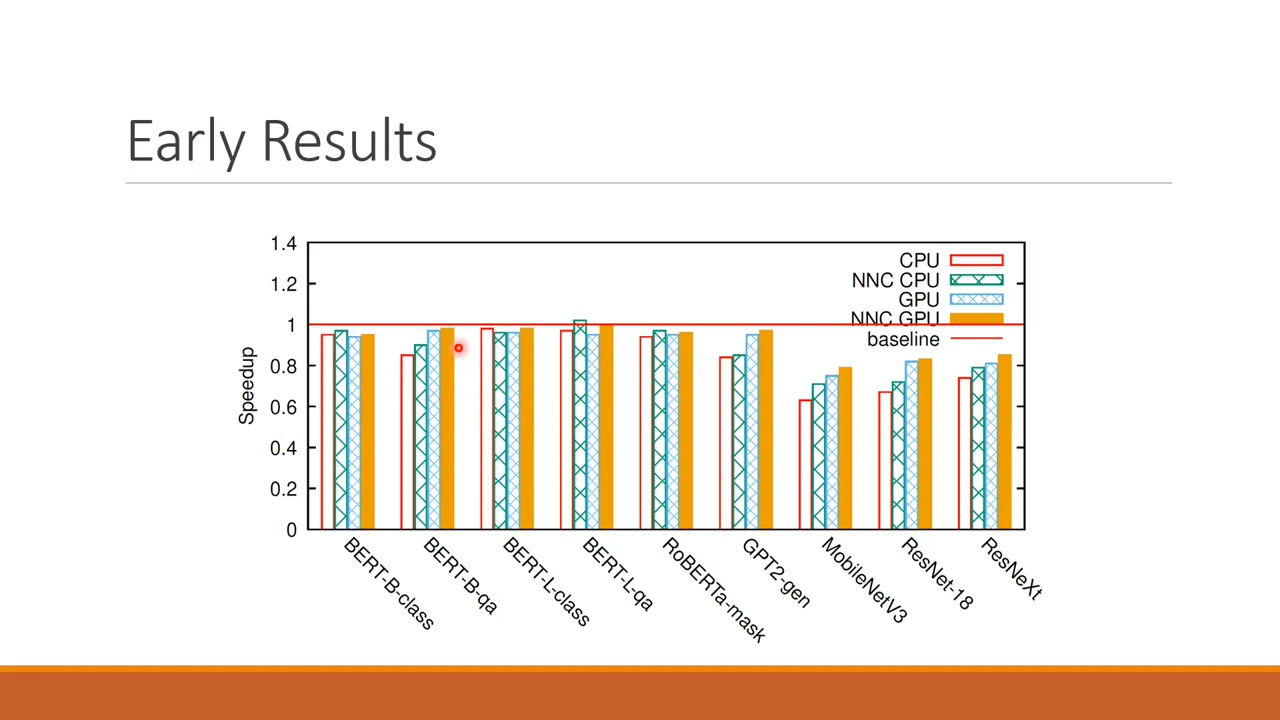 Early Results
1.4
1.2
1
0.8
0.6
0.4
0.2
0
Speedup
CPU
NNC CPU
GPU
NNC GPU
baseline
BERT-B-class
BERT-B-qa
BERT-L-class
BERT-L-qa
RoBERTa-mask
GPT2-gen
MobileNetV3
ResNet-18
ResNeXt